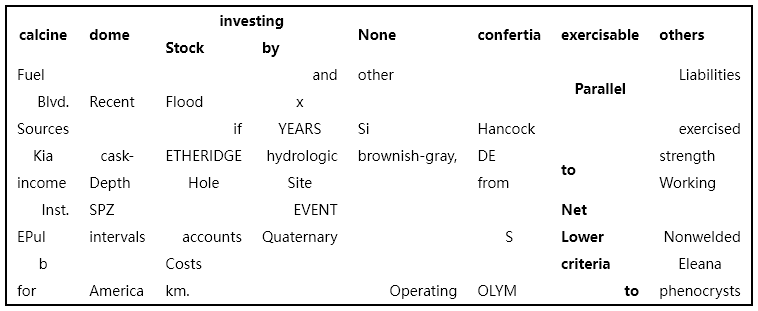 investing
calcine dome None confertia exercisable others
Stock by
Fuel and other Liabilities
Parallel
Blvd. Recent Flood x
Sources if YEARS Si Hancock exercised
Kia cask- ETHERIDGE hydrologic brownish-gray, DE strength
to
income Depth Hole Site from Working
Inst. SPZ EVENT Net
EPul intervals accounts Quaternary S Lower Nonwelded
b Costs criteria Eleana
for America km. Operating OLYM to phenocrysts